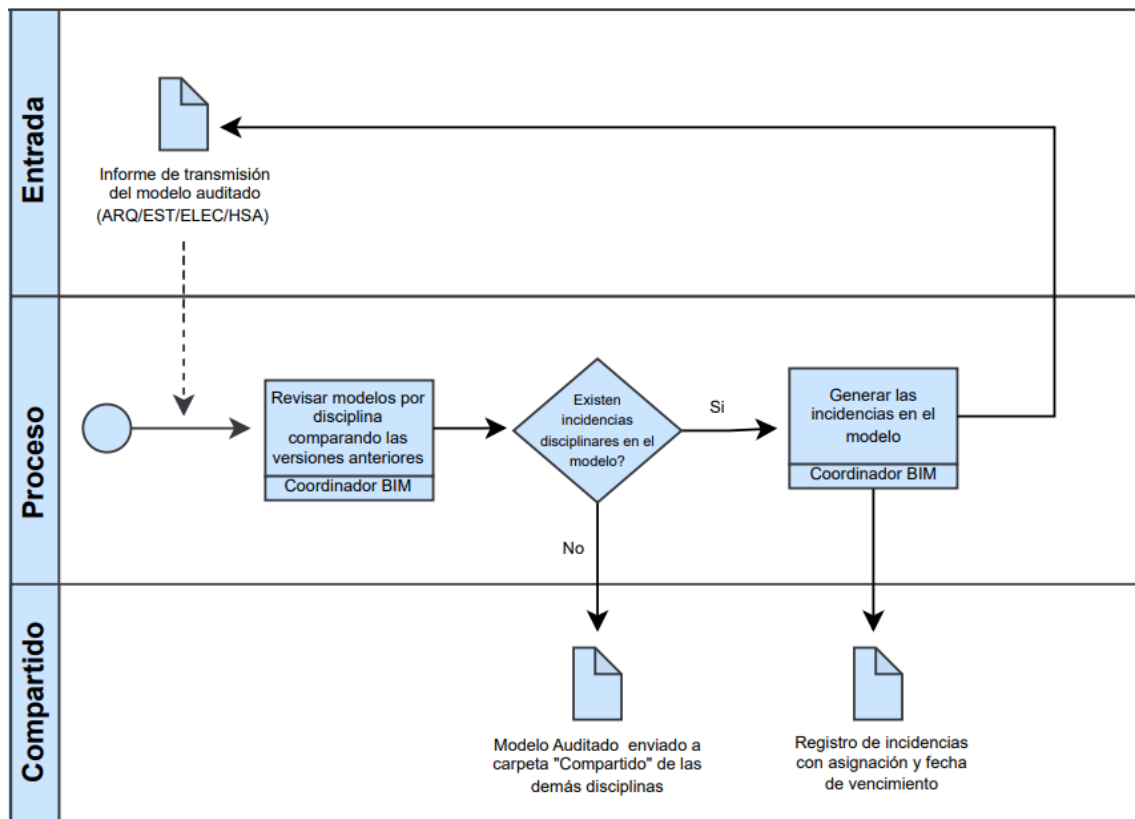 Entrada
Informe de transmisión
del modelo auditado
(ARQ/EST/ELEC/HSA)
Proceso
Revisar modelos por
disciplina
comparando las
versiones anteriores
Coordinador BIM
Existen
incidencias
disciplinares en el
modelo?
Si
No
Generar las
incidencias en el
modelo
Coordinador BIM
Compartido
Modelo Auditado enviado a
carpeta "Compartido" de las
demás disciplinas
Registro de incidencias
con asignación y fecha
de vencimiento